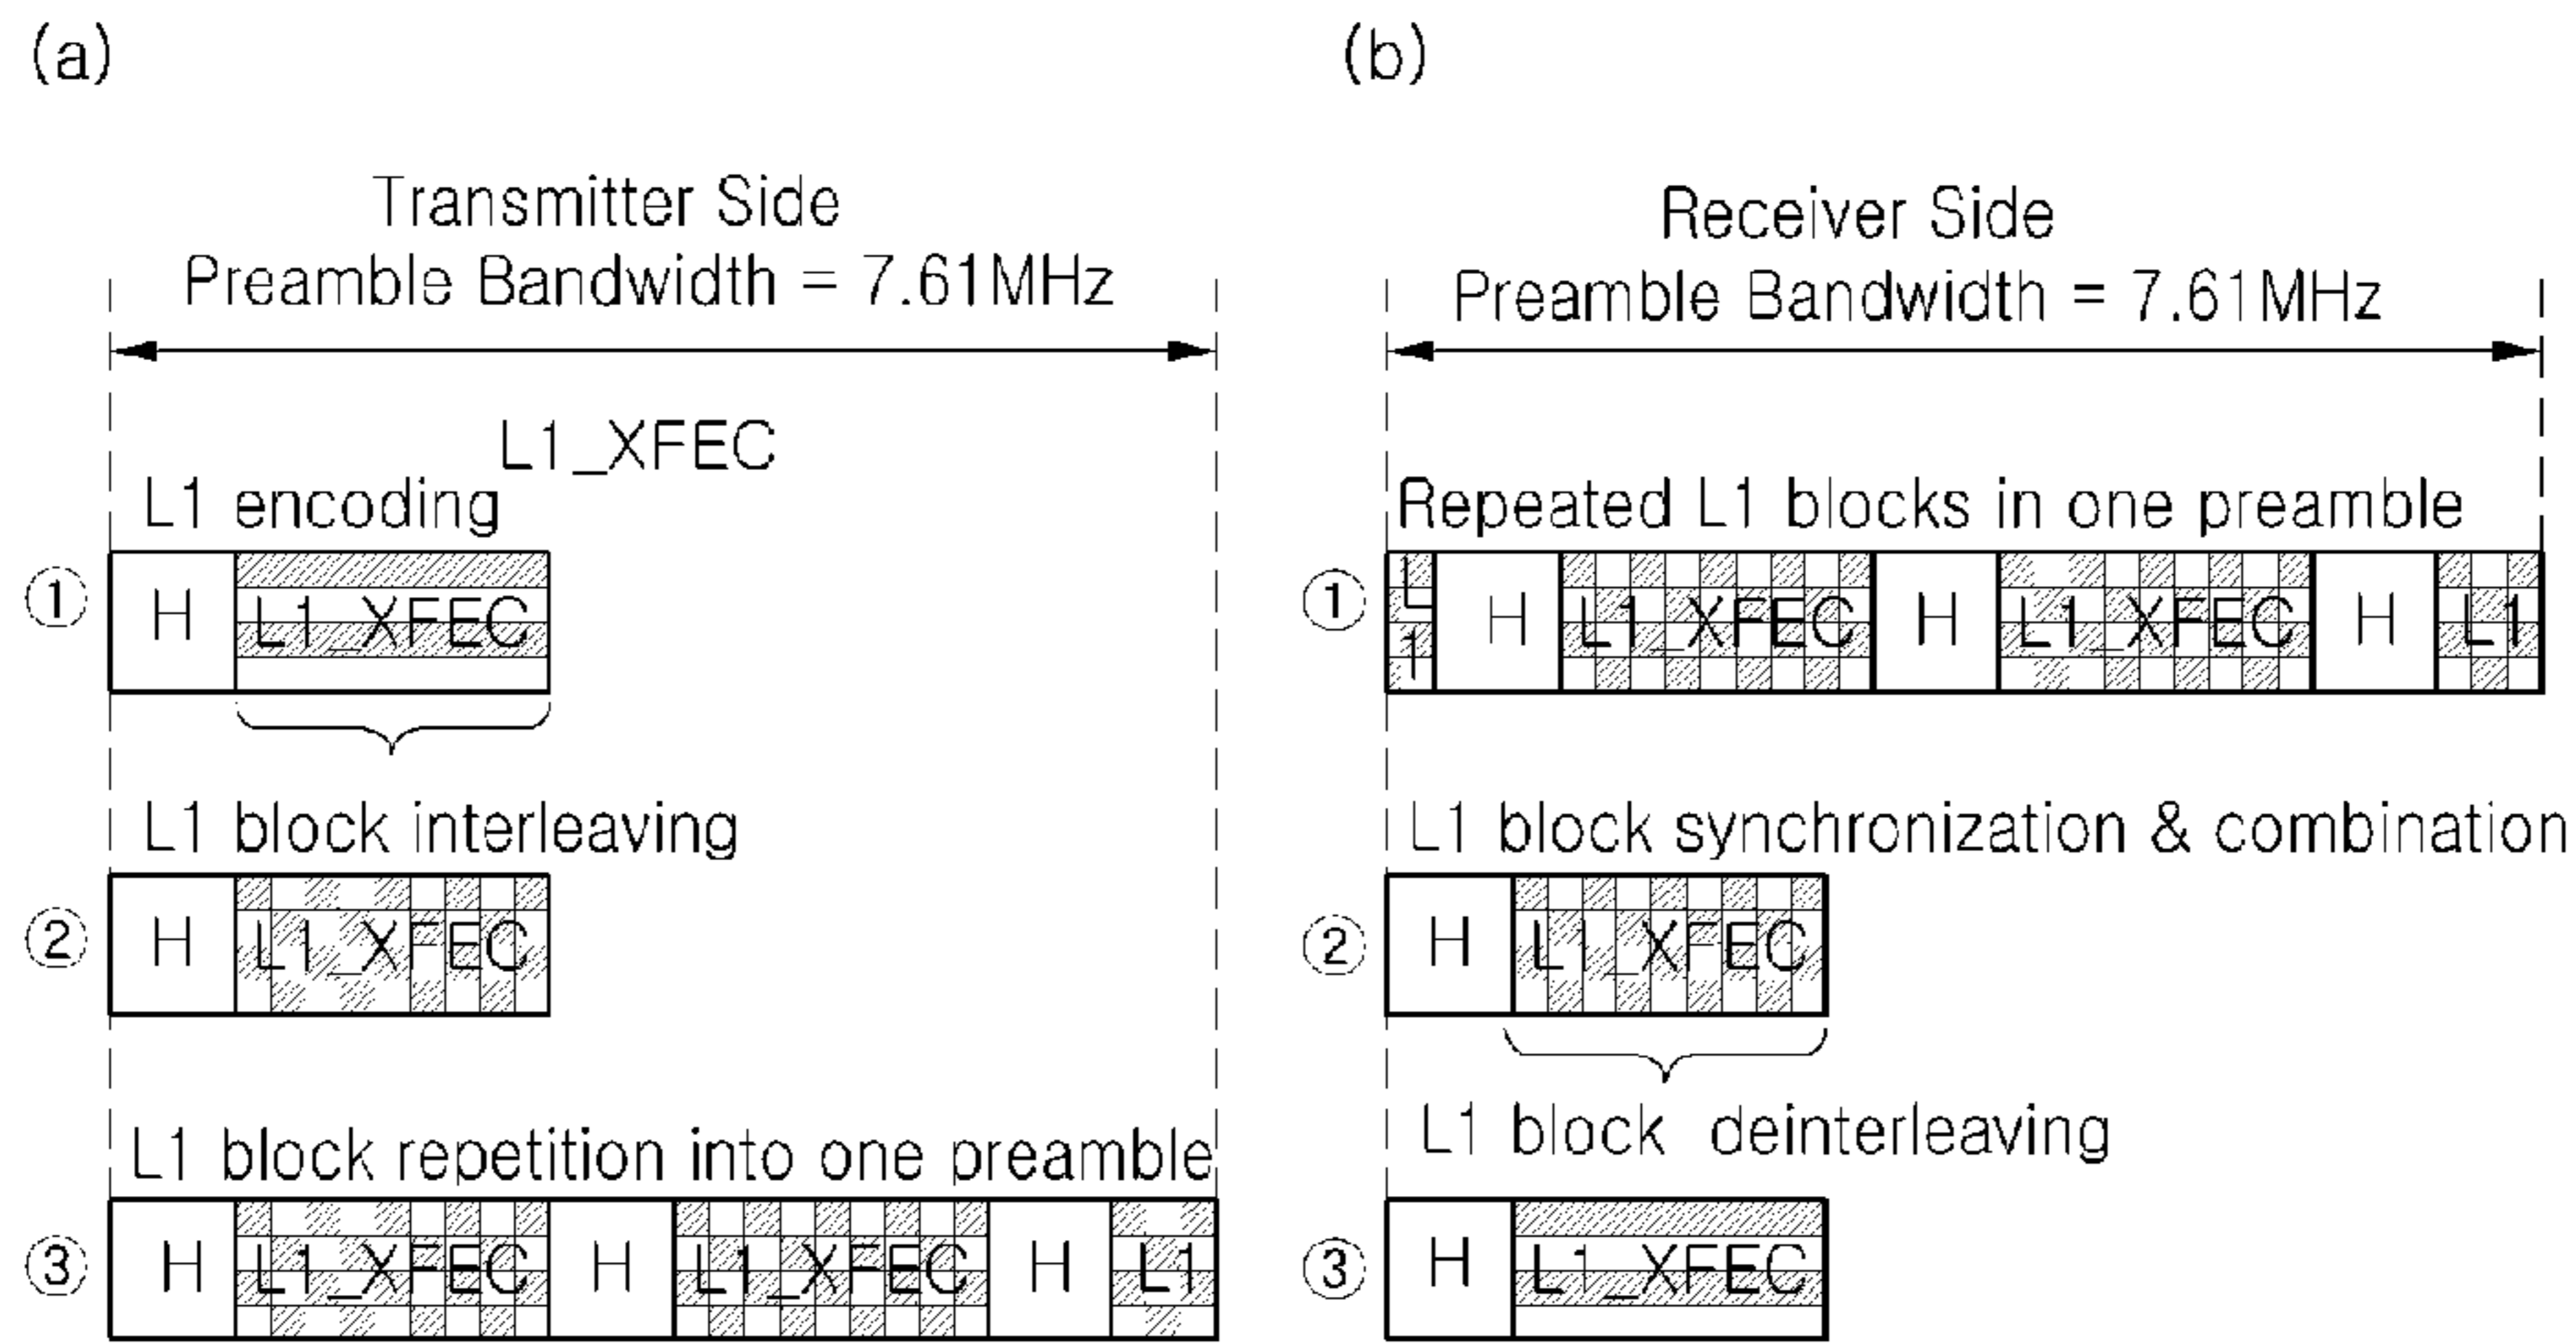 (a)
Transmitter Side
Preamble Bandwidth = 7.61MHz
L1_XFEC
L1 encoding
① H L1_XFEC
L1 block interleaving
② H L1_XFEC
L1 block repetition into one preamble
③ H L1_XFEC H L1_XFEC H L1
(b)
Receiver Side
Preamble Bandwidth = 7.61MHz
Repeated L1 blocks in one preamble
① L1 H L1_XFEC H L1_XFEC H L1
L1 block synchronization & combination
② H L1_XFEC
L1 block deinterleaving
③ H L1_XFEC